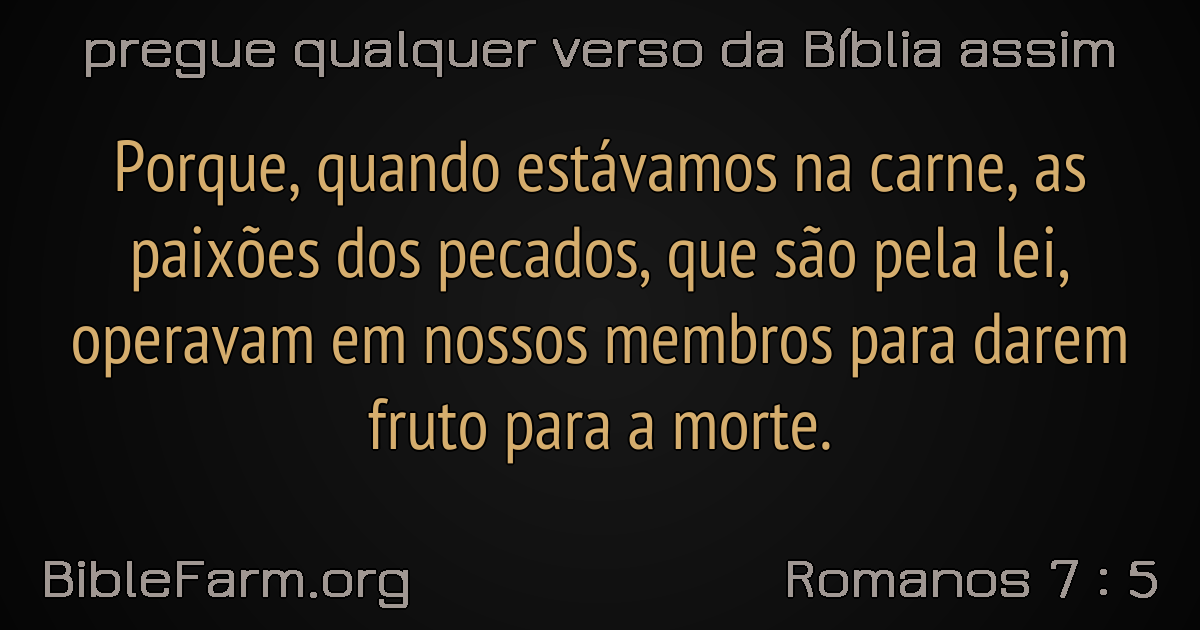 pregue qualquer verso da Bíblia assim
Porque, quando estávamos na carne, as
paixões dos pecados, que são pela lei,
operavam em nossos membros para darem
fruto para a morte.
BibleFarm.org
Romanos 7 : 5